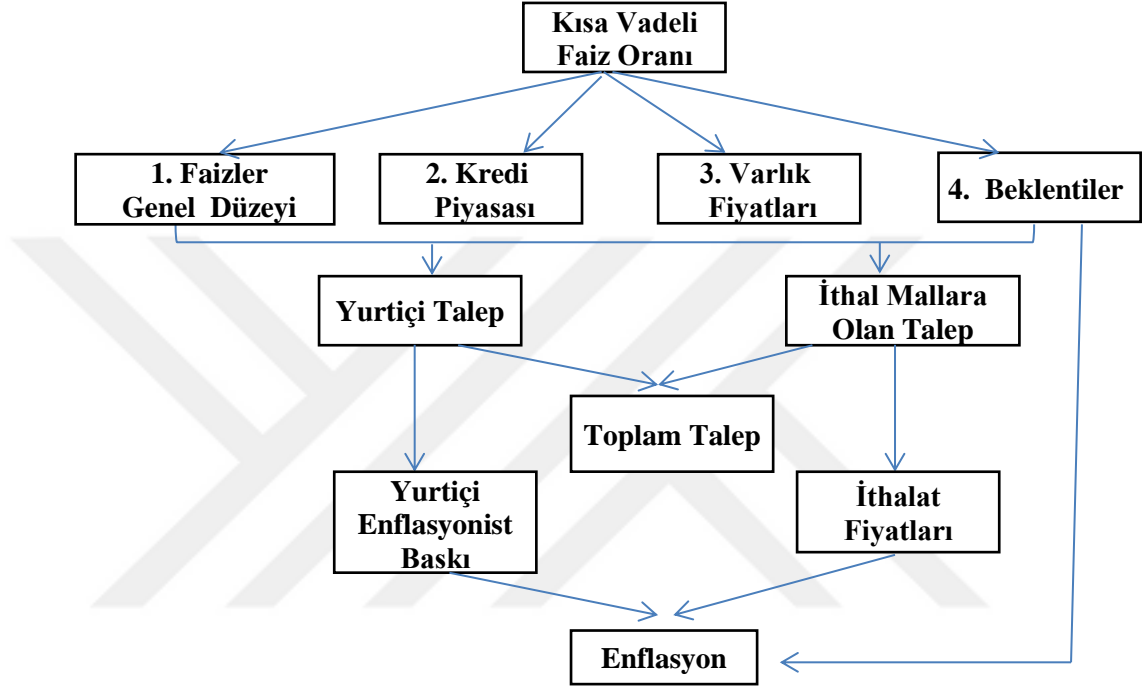 Kısa Vadeli
Faiz Oranı
1. Faizler
Genel Düzeyi
2. Kredi
Piyasası
3. Varlık
Fiyatları
4. Beklentiler
Yurtiçi Talep
İthal Mallara
Olan Talep
Toplam Talep
Yurtiçi
Enflasyonist
Baskı
İthalat
Fiyatları
Enflasyon